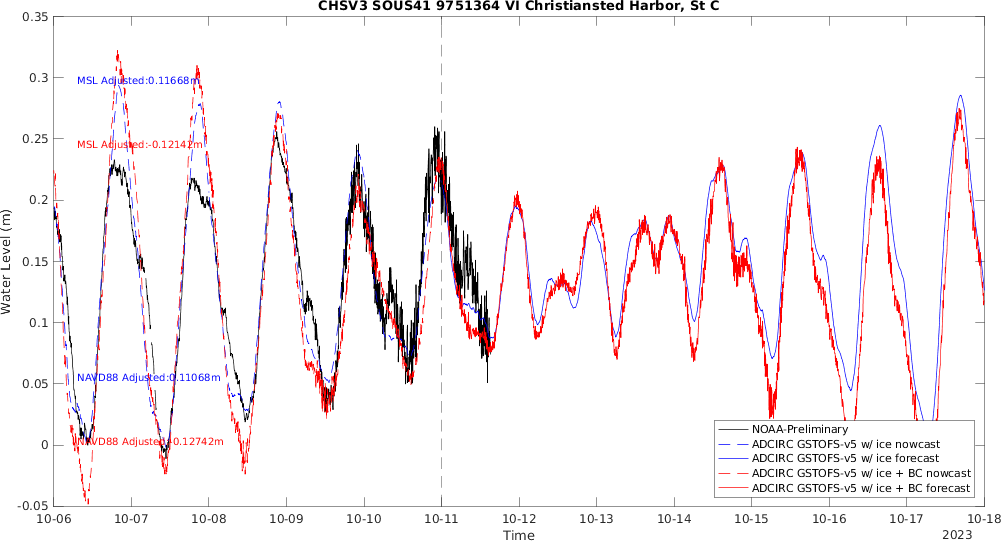 CHSV3 SOUS41 9751364 VI Christiansted Harbor, St C
0.35
0.3
0.25
0.2
0.15
0.1
0.05
0
-0.05
Water Level (m)
MSL Adjusted:0.11668m
MSL Adjusted:-0.12142m
NAVD88 Adjusted:0.11068m
NAVD88 Adjusted:-0.12742m
NOAA-Preliminary
ADCIRC GSTOFS-v5 w/ ice nowcast
ADCIRC GSTOFS-v5 w/ ice forecast
ADCIRC GSTOFS-v5 w/ ice + BC nowcast
ADCIRC GSTOFS-v5 w/ ice + BC forecast
10-06 10-07 10-08 10-09 10-10 10-11 10-12 10-13 10-14 10-15 10-16 10-17 10-18
Time
2023